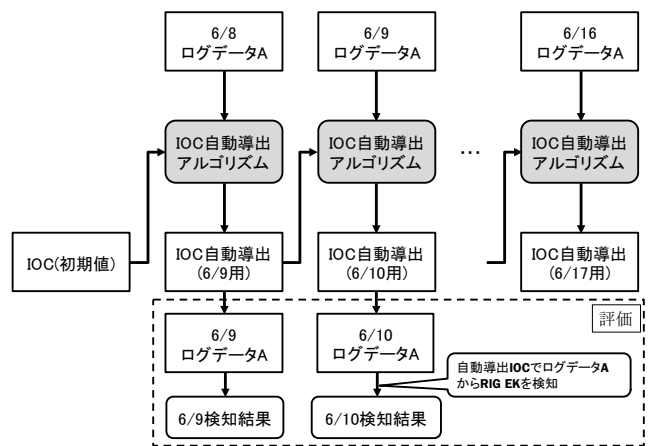 6/8
ログデータA
6/9
ログデータA
6/16
ログデータA
IOC自動導出
アルゴリズム
IOC自動導出
アルゴリズム
…
IOC自動導出
アルゴリズム
IOC(初期値)
IOC自動導出
(6/9用)
IOC自動導出
(6/10用)
IOC自動導出
(6/17用)
評価
6/9
ログデータA
6/10
ログデータA
自動導出IOCでログデータA
からRIG EKを検知
6/9検知結果
6/10検知結果